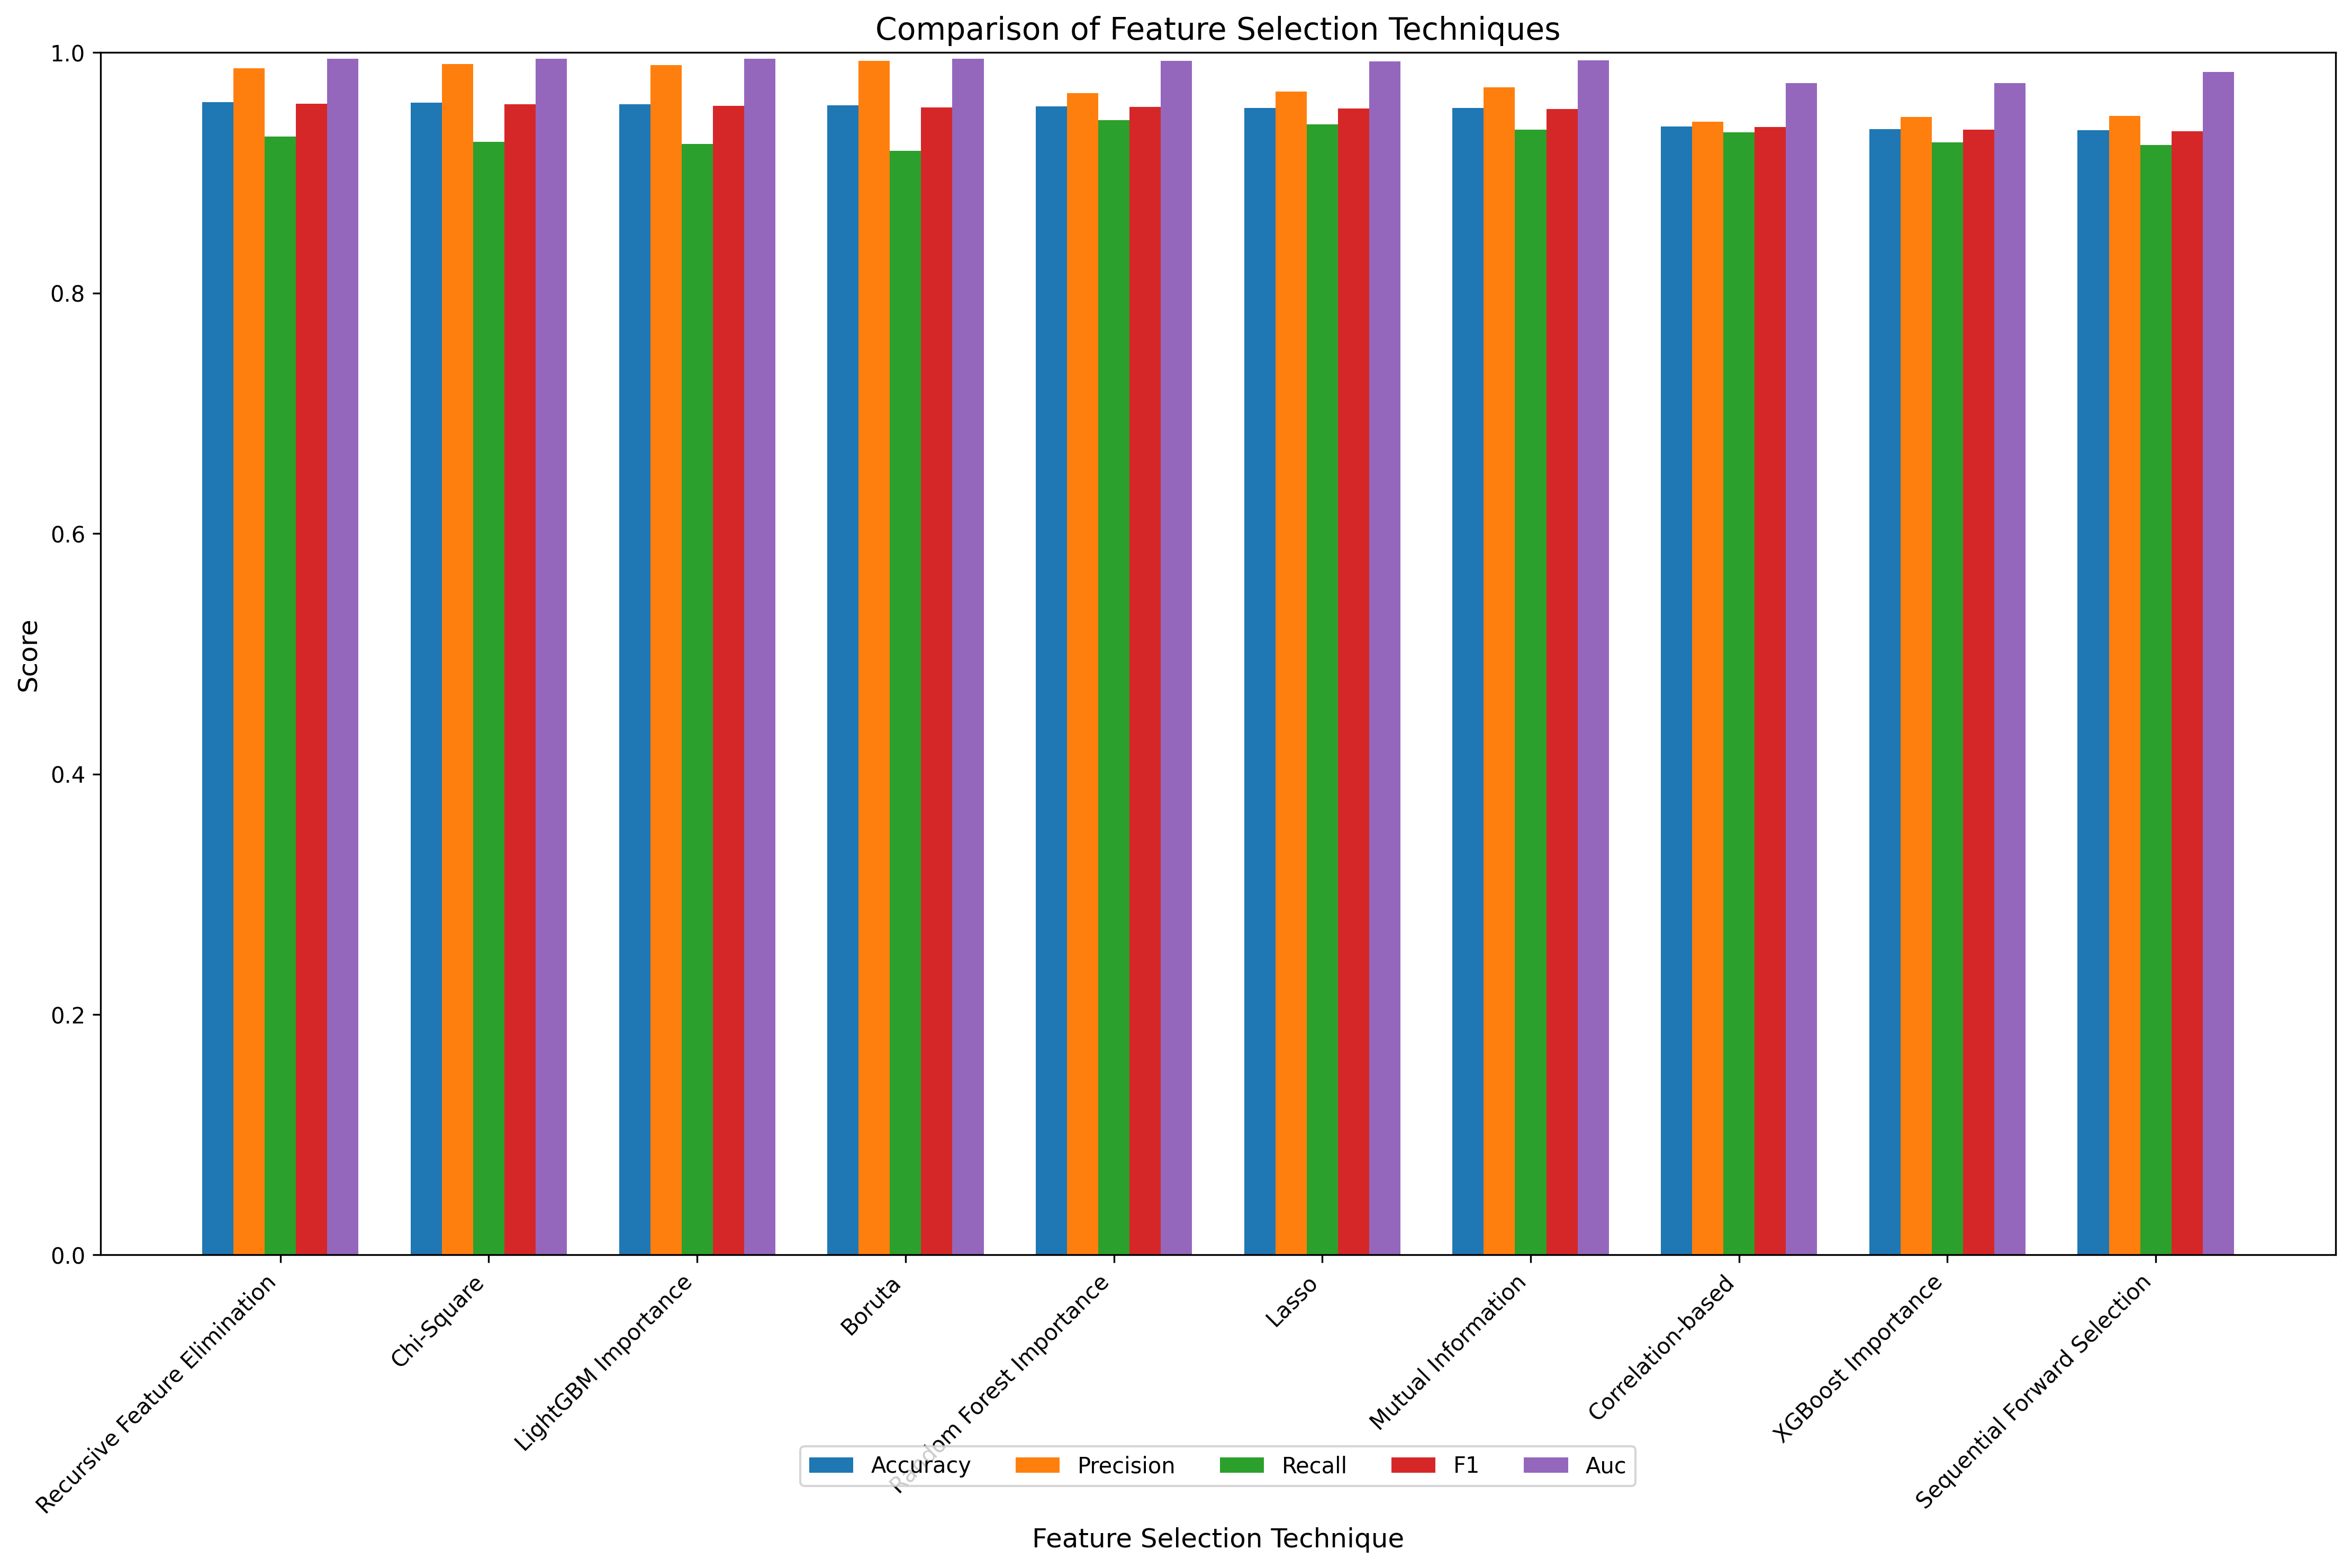 Comparison of Feature Selection Techniques
1.0
0.8
0.6
0.4
0.2
0.0
Score
Recursive Feature Elimination
Chi-Square
LightGBM Importance
Boruta
Random Forest Importance
Lasso
Mutual Information
Correlation-based
XGBoost Importance
Sequential Forward Selection
Accuracy Precision Recall F1 Auc
Feature Selection Technique